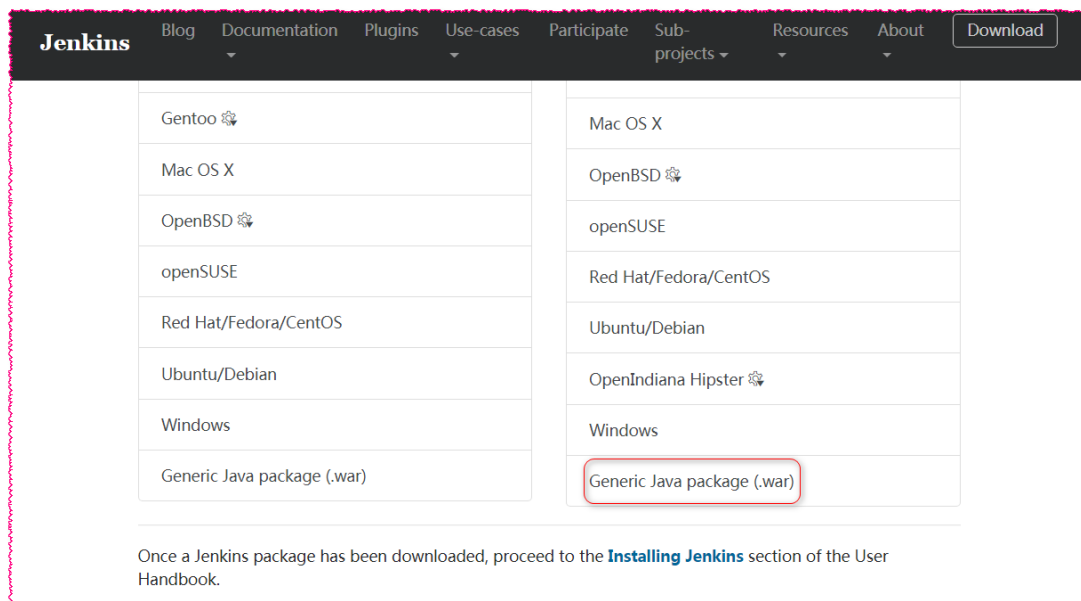 Jenkins
Blog
Documentation
Plugins
Use-cases
Participate
Sub-
projects
Resources
About
Download
Gentoo
Mac OS X
OpenBSD
openSUSE
Red Hat/Fedora/CentOS
Ubuntu/Debian
Windows
Generic Java package (.war)
Mac OS X
OpenBSD
openSUSE
Red Hat/Fedora/CentOS
Ubuntu/Debian
OpenIndiana Hipster
Windows
Generic Java package (.war)
Once a Jenkins package has been downloaded, proceed to the Installing Jenkins section of the User
Handbook.